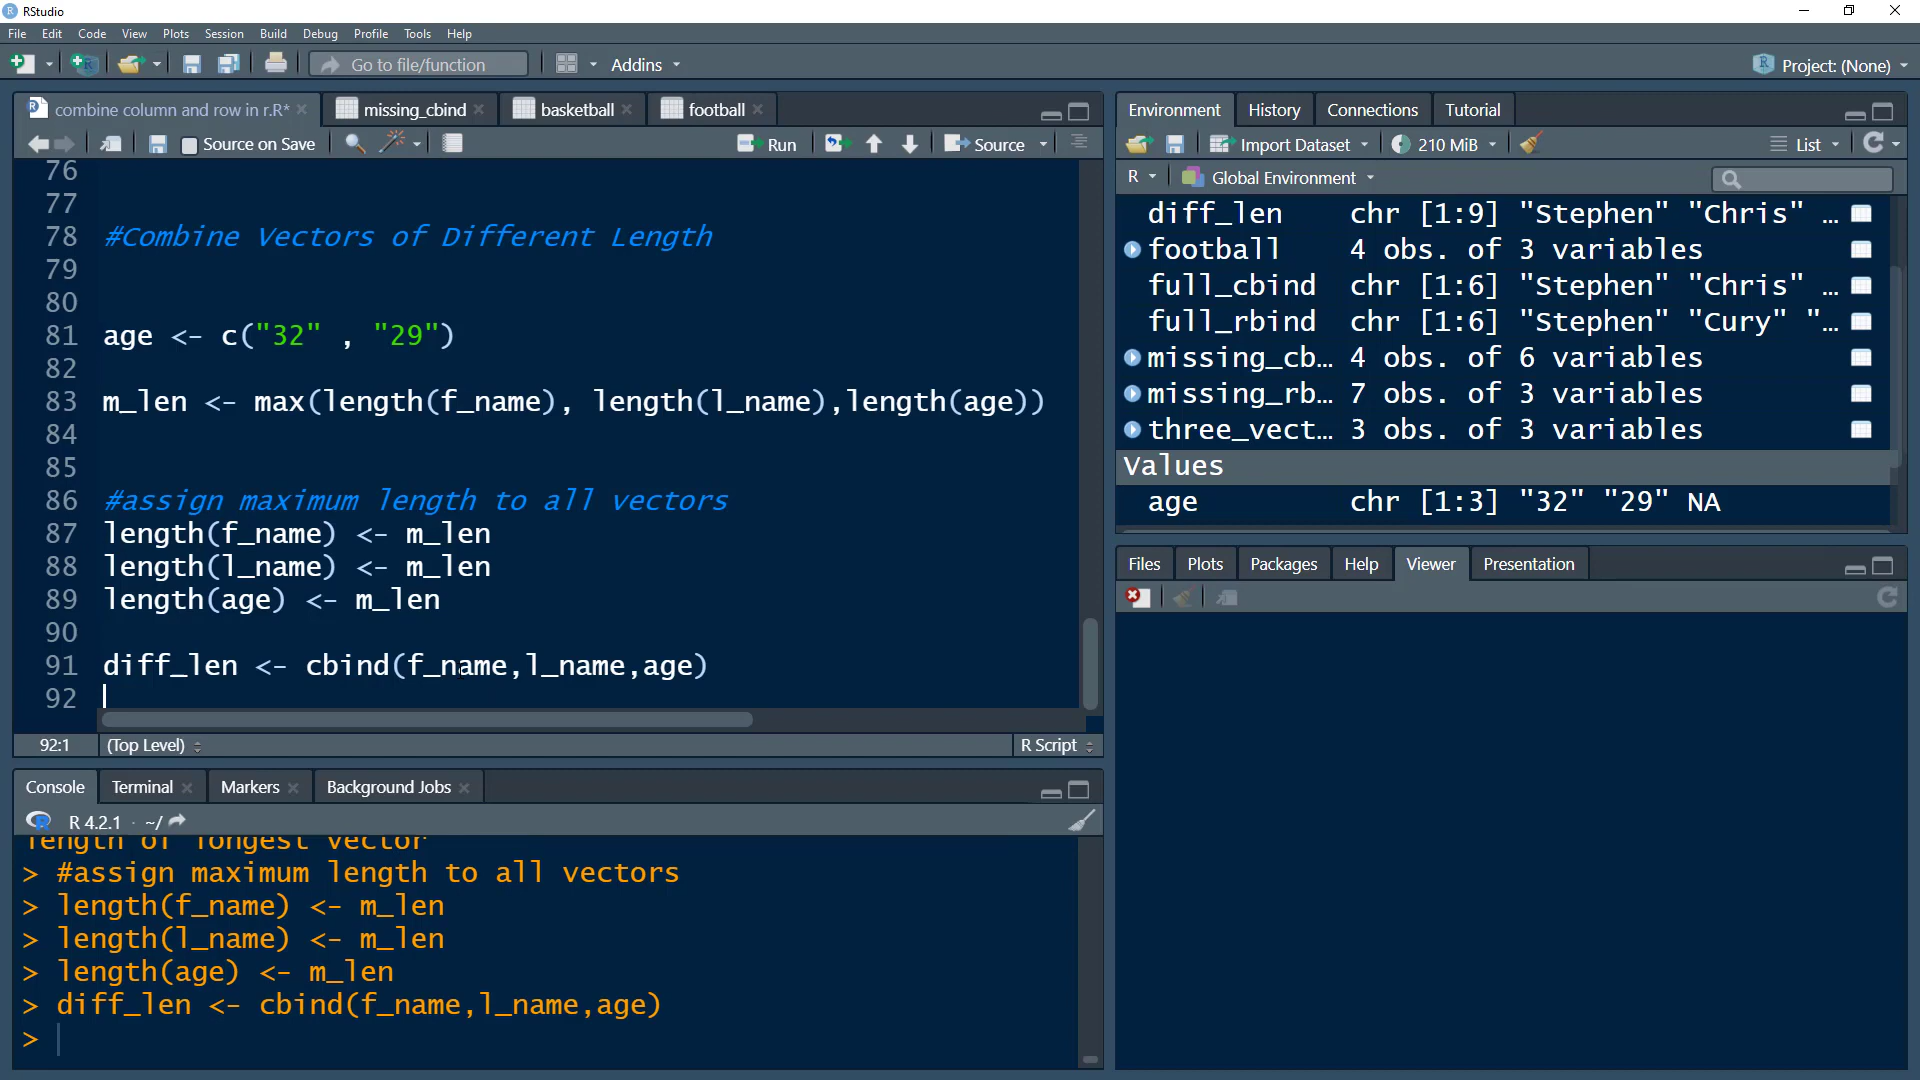 RStudio
File Edit Code View Plots Session Build Debug Profile Tools Help
Go to file/function Addins Project: (None)
combine column and row in r.R* missing_cbind basketball football
Source on Save Run Source
76
77
78 #Combine Vectors of Different Length
79
80
81 age <- c("32" , "29")
82
83 m_len <- max(length(f_name), length(l_name),length(age))
84
85
86 #assign maximum length to all vectors
87 length(f_name) <- m_len
88 length(l_name) <- m_len
89 length(age) <- m_len
90
91 diff_len <- cbind(f_name,l_name,age)
92
92:1 (Top Level) R Script
Console Terminal Markers Background Jobs
R 4.2.1 · ~/
length of longest vector
> #assign maximum length to all vectors
> length(f_name) <- m_len
> length(l_name) <- m_len
> length(age) <- m_len
> diff_len <- cbind(f_name,l_name,age)
>
Environment History Connections Tutorial
Import Dataset 210 MiB List
R Global Environment
diff_len chr [1:9] "Stephen" "Chris" …
football 4 obs. of 3 variables
full_cbind chr [1:6] "Stephen" "Chris" …
full_rbind chr [1:6] "Stephen" "Cury" "…
missing_cb… 4 obs. of 6 variables
missing_rb… 7 obs. of 3 variables
three_vect… 3 obs. of 3 variables
Values
age chr [1:3] "32" "29" NA
Files Plots Packages Help Viewer Presentation